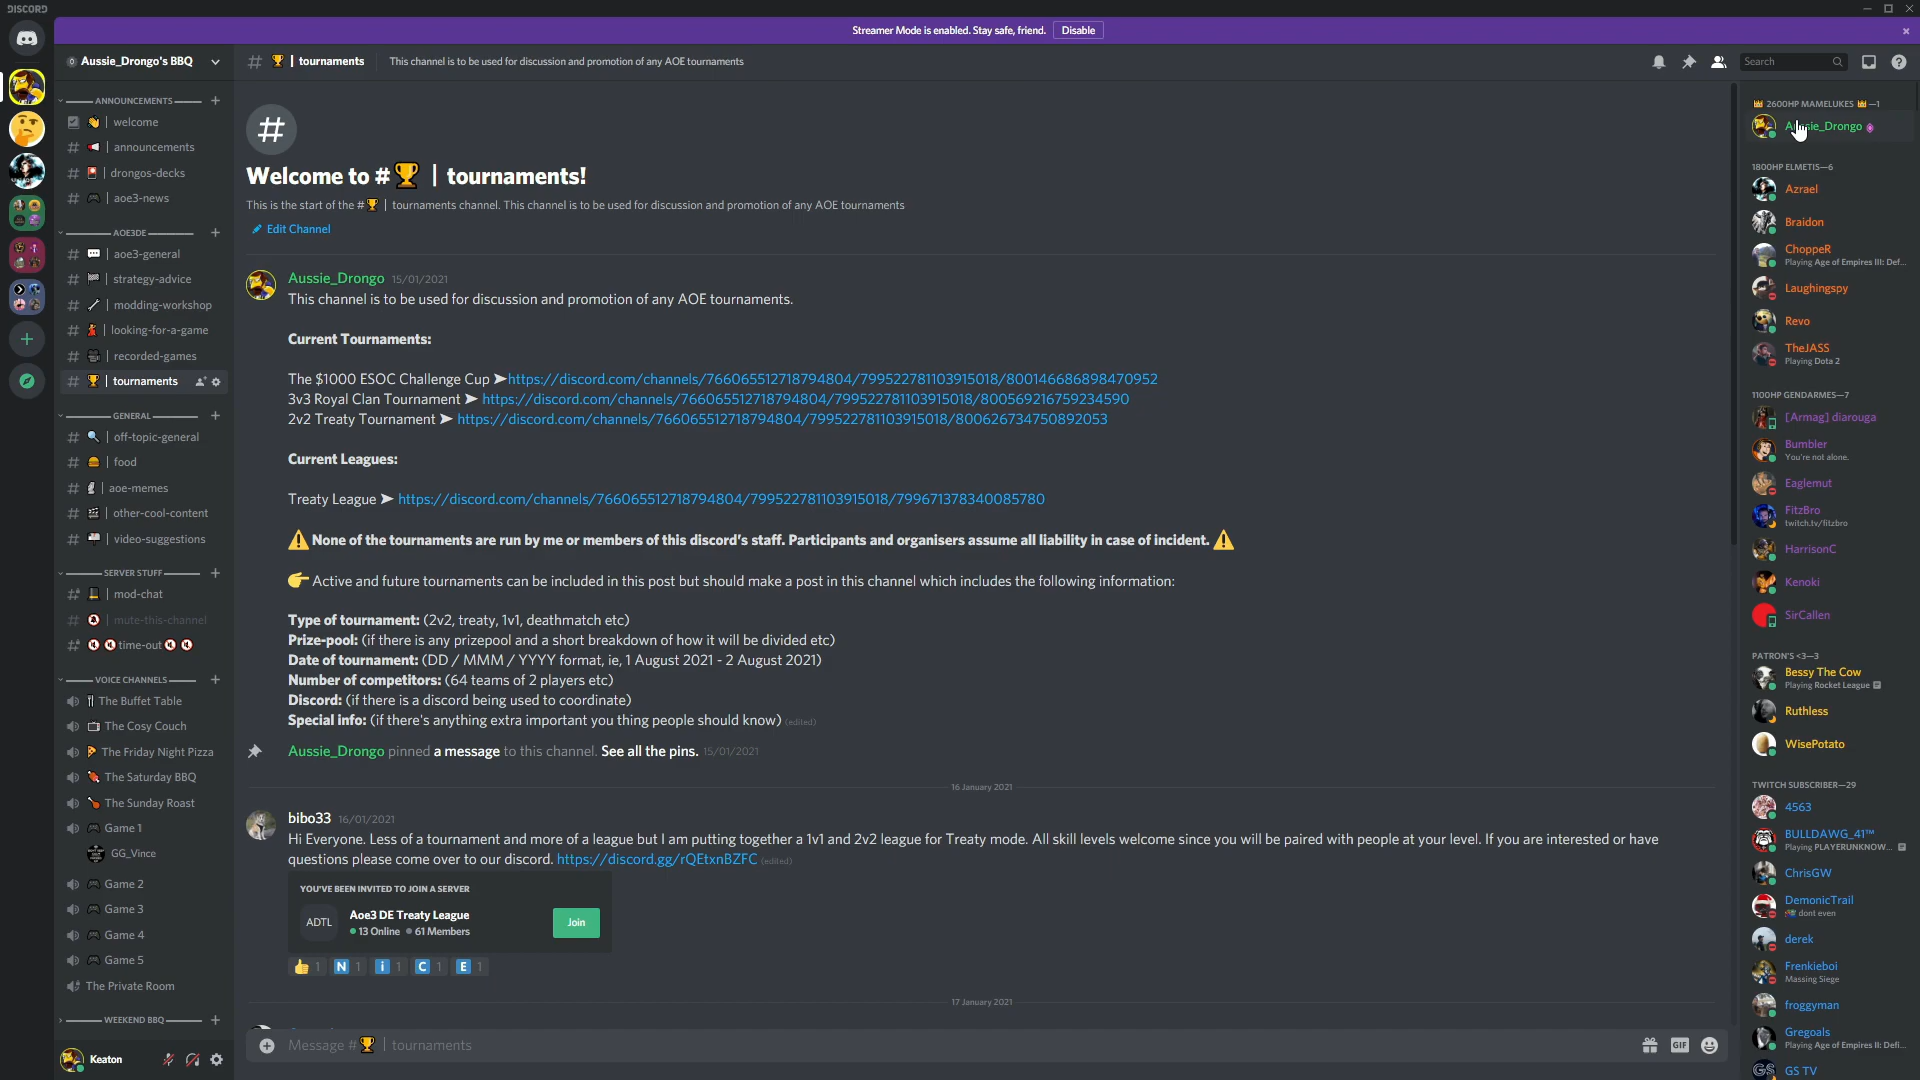 DISCORD
Streamer Mode is enabled. Stay safe, friend. Disable
Aussie_Drongo's BBQ
ANNOUNCEMENTS
welcome
announcements
drongos-decks
aoe3-news
AOE3DE
aoe3-general
strategy-advice
modding-workshop
looking-for-a-game
recorded-games
tournaments
GENERAL
off-topic-general
food
aoe-memes
other-cool-content
video-suggestions
SERVER STUFF
mod-chat
mute-this-channel
time-out
VOICE CHANNELS
The Buffet Table
The Cosy Couch
The Friday Night Pizza
The Saturday BBQ
The Sunday Roast
Game 1
GG_Vince
Game 2
Game 3
Game 4
Game 5
The Private Room
WEEKEND BBQ
Keaton
# 🏆 | tournaments This channel is to be used for discussion and promotion of any AOE tournaments
Search
#
Welcome to #🏆 | tournaments!
This is the start of the #🏆 | tournaments channel. This channel is to be used for discussion and promotion of any AOE tournaments
Edit Channel
Aussie_Drongo 15/01/2021
This channel is to be used for discussion and promotion of any AOE tournaments.
Current Tournaments:
The $1000 ESOC Challenge Cup ➤https://discord.com/channels/766065512718794804/799522781103915018/800146686898470952
3v3 Royal Clan Tournament ➤ https://discord.com/channels/766065512718794804/799522781103915018/800569216759234590
2v2 Treaty Tournament ➤ https://discord.com/channels/766065512718794804/799522781103915018/800626734750892053
Current Leagues:
Treaty League ➤ https://discord.com/channels/766065512718794804/799522781103915018/799671378340085780
⚠️ None of the tournaments are run by me or members of this discord's staff. Participants and organisers assume all liability in case of incident. ⚠️
👉 Active and future tournaments can be included in this post but should make a post in this channel which includes the following information:
Type of tournament: (2v2, treaty, 1v1, deathmatch etc)
Prize-pool: (if there is any prizepool and a short breakdown of how it will be divided etc)
Date of tournament: (DD / MMM / YYYY format, ie, 1 August 2021 - 2 August 2021)
Number of competitors: (64 teams of 2 players etc)
Discord: (if there is a discord being used to coordinate)
Special info: (if there's anything extra important you thing people should know) (edited)
Aussie_Drongo pinned a message to this channel. See all the pins. 15/01/2021
16 January 2021
bibo33 16/01/2021
Hi Everyone. Less of a tournament and more of a league but I am putting together a 1v1 and 2v2 league for Treaty mode. All skill levels welcome since you will be paired with people at your level. If you are interested or have
questions please come over to our discord. https://discord.gg/rQEtxnBZFC (edited)
YOU'VE BEEN INVITED TO JOIN A SERVER
ADTL
Aoe3 DE Treaty League
13 Online 61 Members
Join
👍 1 N 1 i 1 C 1 E 1
17 January 2021
Message #🏆 | tournaments
GIF
2600HP MAMELUKES —1
Aussie_Drongo
1800HP ELMETIS—6
Azrael
Braidon
ChoppeR
Playing Age of Empires III: Def...
Laughingspy
Revo
TheJASS
Playing Dota 2
1100HP GENDARMES—7
[Armag] diarouga
Bumbler
You're not alone.
Eaglemut
FitzBro
twitch.tv/fitzbro
HarrisonC
Kenoki
SirCallen
PATRON'S <3—3
Bessy The Cow
Playing Rocket League
Ruthless
WisePotato
TWITCH SUBSCRIBER—29
4563
BULLDAWG_41™
Playing PLAYERUNKNOW...
ChrisGW
DemonicTrail
dont even
derek
Frenkieboi
Massing Siege
froggyman
Gregoals
Playing Age of Empires II: Defi...
GS TV